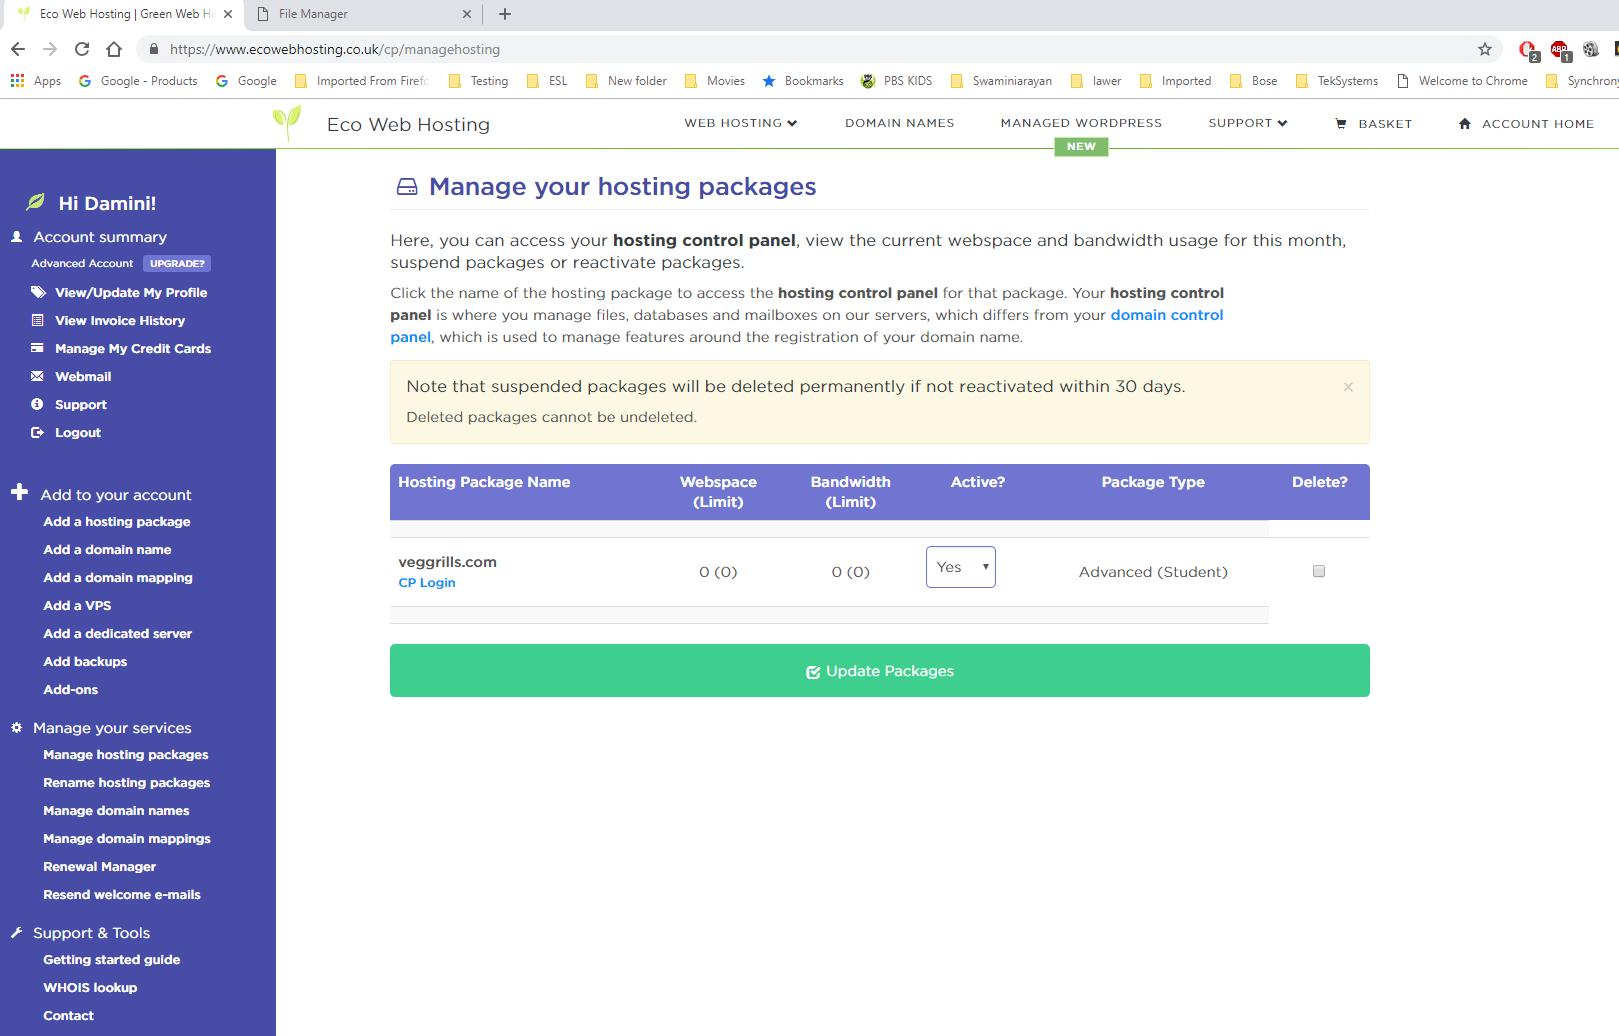 Eco Web Hosting | Green Web Ho
File Manager
https://www.ecowebhosting.co.uk/cp/managehosting
2
ABP
1
Apps
Google - Products
Google
Imported From Firefo
Testing
ESL
New folder
Movies
Bookmarks
PBS KIDS
Swaminiarayan
lawer
Imported
Bose
TekSystems
Welcome to Chrome
Synchrony
Eco Web Hosting
WEB HOSTING
DOMAIN NAMES
MANAGED WORDPRESS
NEW
SUPPORT
BASKET
ACCOUNT HOME
Hi Damini!
Account summary
Advanced Account UPGRADE?
View/Update My Profile
View Invoice History
Manage My Credit Cards
Webmail
Support
Logout
Add to your account
Add a hosting package
Add a domain name
Add a domain mapping
Add a VPS
Add a dedicated server
Add backups
Add-ons
Manage your services
Manage hosting packages
Rename hosting packages
Manage domain names
Manage domain mappings
Renewal Manager
Resend welcome e-mails
Support & Tools
Getting started guide
WHOIS lookup
Contact
Manage your hosting packages
Here, you can access your hosting control panel, view the current webspace and bandwidth usage for this month,
suspend packages or reactivate packages.
Click the name of the hosting package to access the hosting control panel for that package. Your hosting control
panel is where you manage files, databases and mailboxes on our servers, which differs from your domain control
panel, which is used to manage features around the registration of your domain name.
Note that suspended packages will be deleted permanently if not reactivated within 30 days.
×
Deleted packages cannot be undeleted.
Hosting Package Name
Webspace
(Limit)
Bandwidth
(Limit)
Active?
Package Type
Delete?
veggrills.com
CP Login
0 (0)
0 (0)
Yes
Advanced (Student)
Update Packages